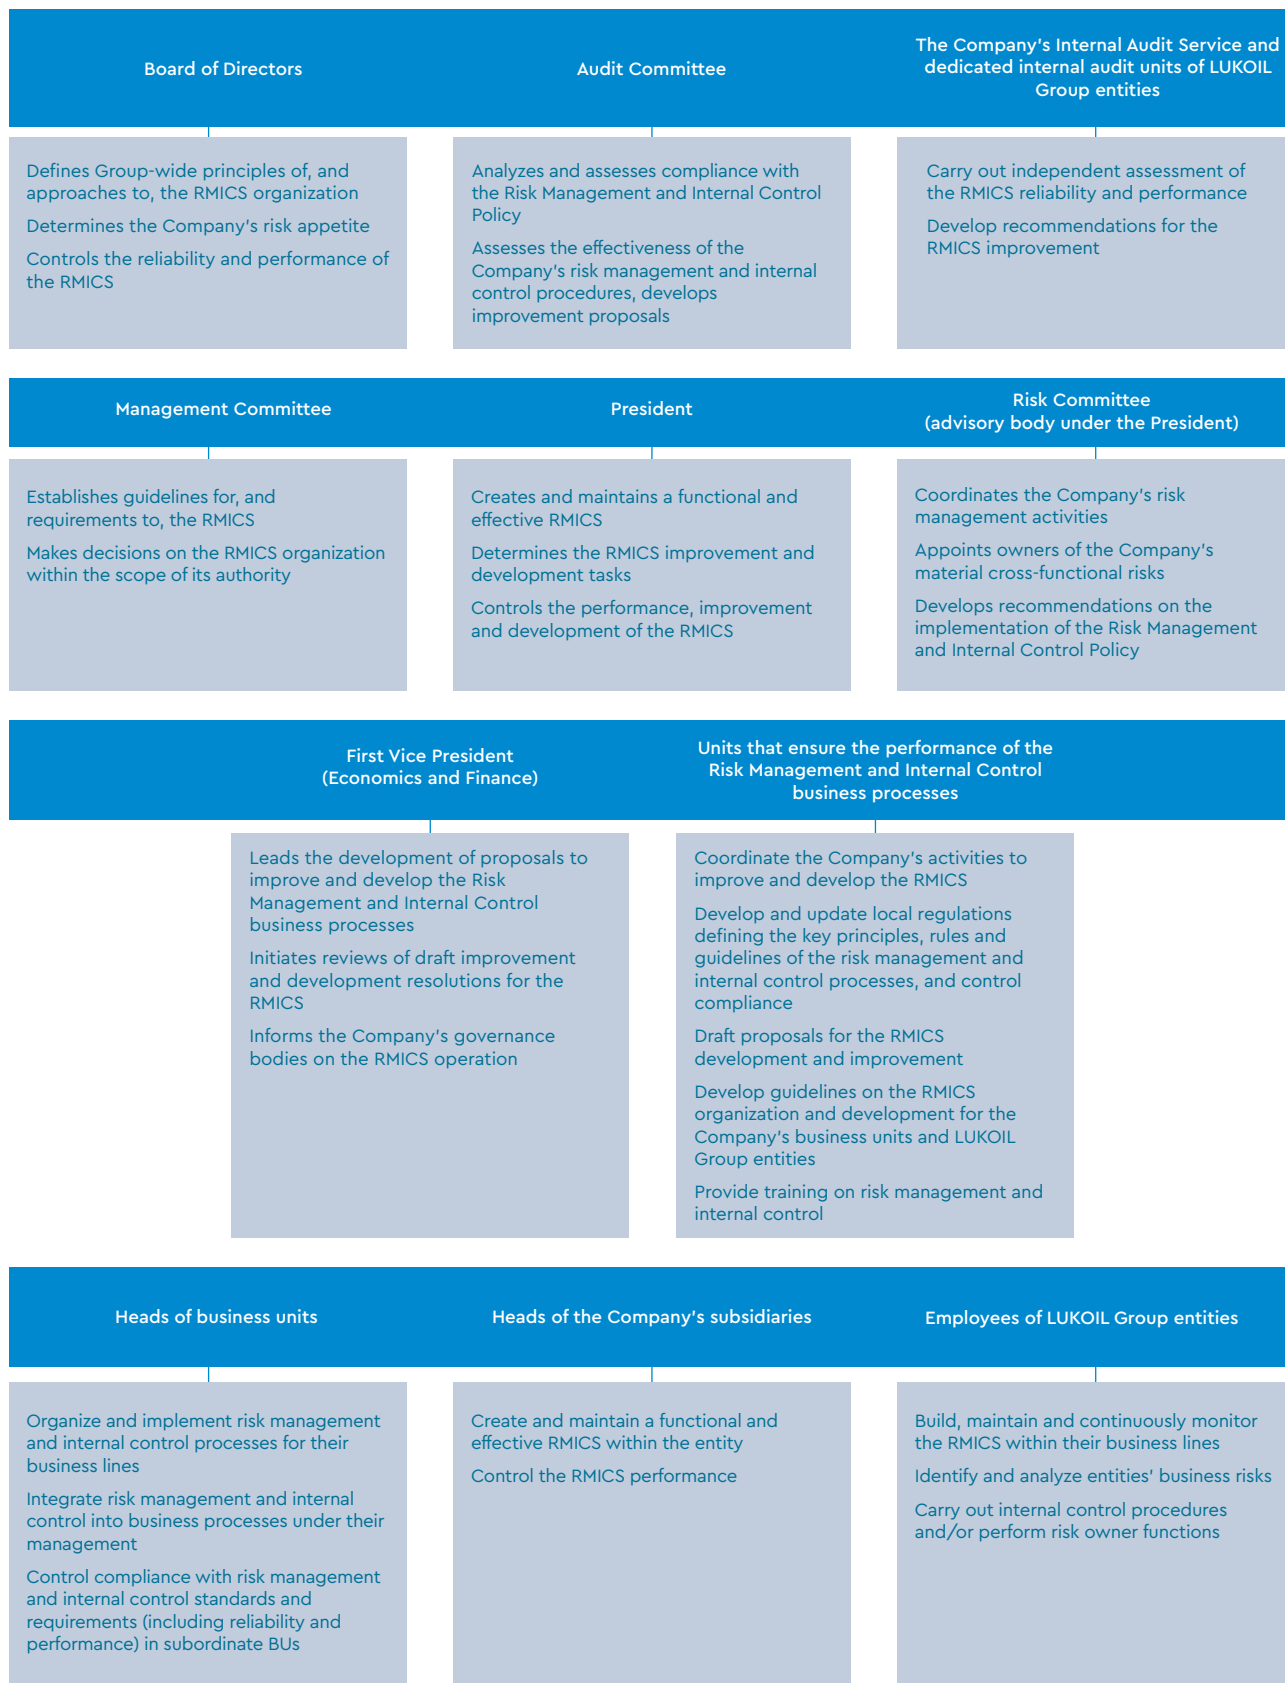 Board of Directors
Audit Committee
The Company's Internal Audit Service and
dedicated internal audit units of LUKOIL
Group entities
Defines Group-wide principles of, and
approaches to, the RMICS organization
Determines the Company's risk appetite
Controls the reliability and performance of
the RMICS
Analyzes and assesses compliance with
the Risk Management and Internal Control
Policy
Assesses the effectiveness of the
Company's risk management and internal
control procedures, develops
improvement proposals
Carry out independent assessment of
the RMICS reliability and performance
Develop recommendations for the
RMICS improvement
Management Committee
President
Risk Committee
(advisory body under the President)
Establishes guidelines for, and
requirements to, the RMICS
Makes decisions on the RMICS organization
within the scope of its authority
Creates and maintains a functional and
effective RMICS
Determines the RMICS improvement and
development tasks
Controls the performance, improvement
and development of the RMICS
Coordinates the Company's risk
management activities
Appoints owners of the Company's
material cross-functional risks
Develops recommendations on the
implementation of the Risk Management
and Internal Control Policy
First Vice President
(Economics and Finance)
Units that ensure the performance of the
Risk Management and Internal Control
business processes
Leads the development of proposals to
improve and develop the Risk
Management and Internal Control
business processes
Initiates reviews of draft improvement
and development resolutions for the
RMICS
Informs the Company's governance
bodies on the RMICS operation
Coordinate the Company's activities to
improve and develop the RMICS
Develop and update local regulations
defining the key principles, rules and
guidelines of the risk management and
internal control processes, and control
compliance
Draft proposals for the RMICS
development and improvement
Develop guidelines on the RMICS
organization and development for the
Company's business units and LUKOIL
Group entities
Provide training on risk management and
internal control
Heads of business units
Heads of the Company's subsidiaries
Employees of LUKOIL Group entities
Organize and implement risk management
and internal control processes for their
business lines
Integrate risk management and internal
control into business processes under their
management
Control compliance with risk management
and internal control standards and
requirements (including reliability and
performance) in subordinate BUs
Create and maintain a functional and
effective RMICS within the entity
Control the RMICS performance
Build, maintain and continuously monitor
the RMICS within their business lines
Identify and analyze entities' business risks
Carry out internal control procedures
and/or perform risk owner functions